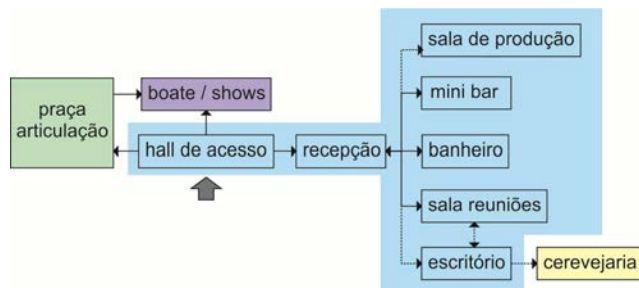 sala de produção
boate / shows
mini bar
praça
articulação
hall de acesso
recepção
banheiro
sala reuniões
escritório
cerevejaria